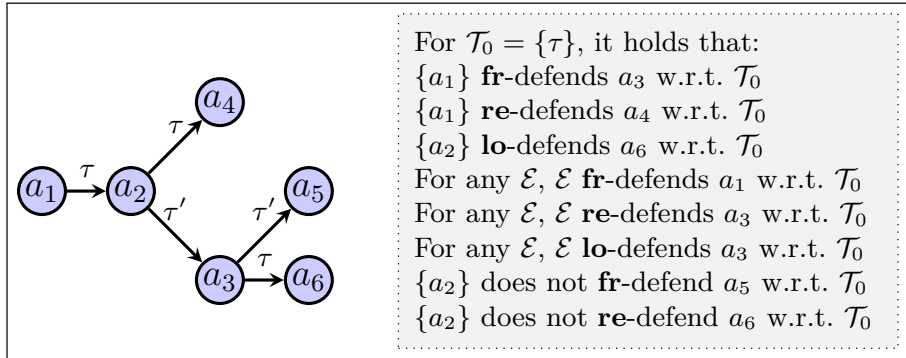 a₄
τ
τ
a₁
a₂
a₅
τ′
τ′
a₃
τ
a₆
For 𝒯₀ = {τ}, it holds that:
{a₁} fr-defends a₃ w.r.t. 𝒯₀
{a₁} re-defends a₄ w.r.t. 𝒯₀
{a₂} lo-defends a₆ w.r.t. 𝒯₀
For any ℰ, ℰ fr-defends a₁ w.r.t. 𝒯₀
For any ℰ, ℰ re-defends a₃ w.r.t. 𝒯₀
For any ℰ, ℰ lo-defends a₃ w.r.t. 𝒯₀
{a₂} does not fr-defend a₅ w.r.t. 𝒯₀
{a₂} does not re-defend a₆ w.r.t. 𝒯₀